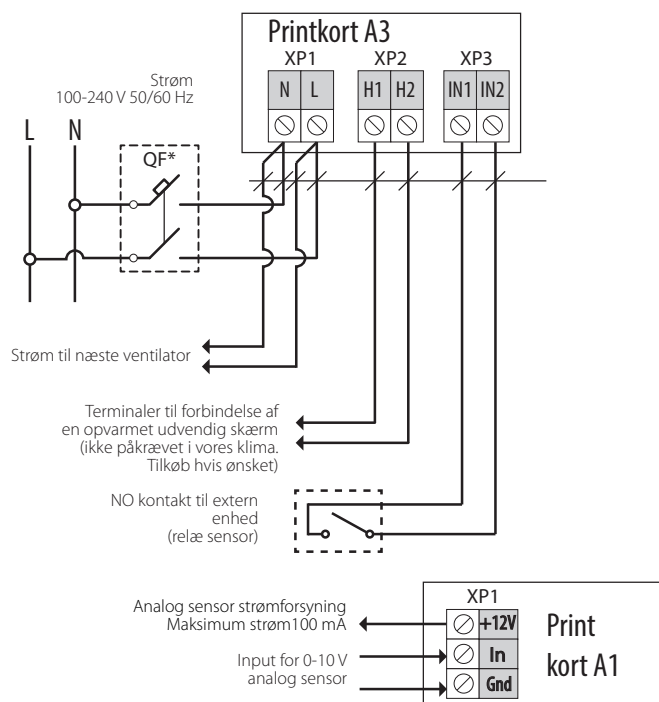 Printkort A3
XP1 XP2 XP3
N L H1 H2 IN1 IN2
Strøm
100-240 V 50/60 Hz
L N
QF*
Strøm til næste ventilator
Terminaler til forbindelse af
en opvarmet udvendig skærm
(ikke påkrævet i vores klima.
Tilkøb hvis ønsket)
NO kontakt til extern
enhed
(relæ sensor)
XP1
Analog sensor strømforsyning
Maksimum strøm100 mA
+12V
Print
kort A1
Input for 0-10 V
analog sensor
In
Gnd